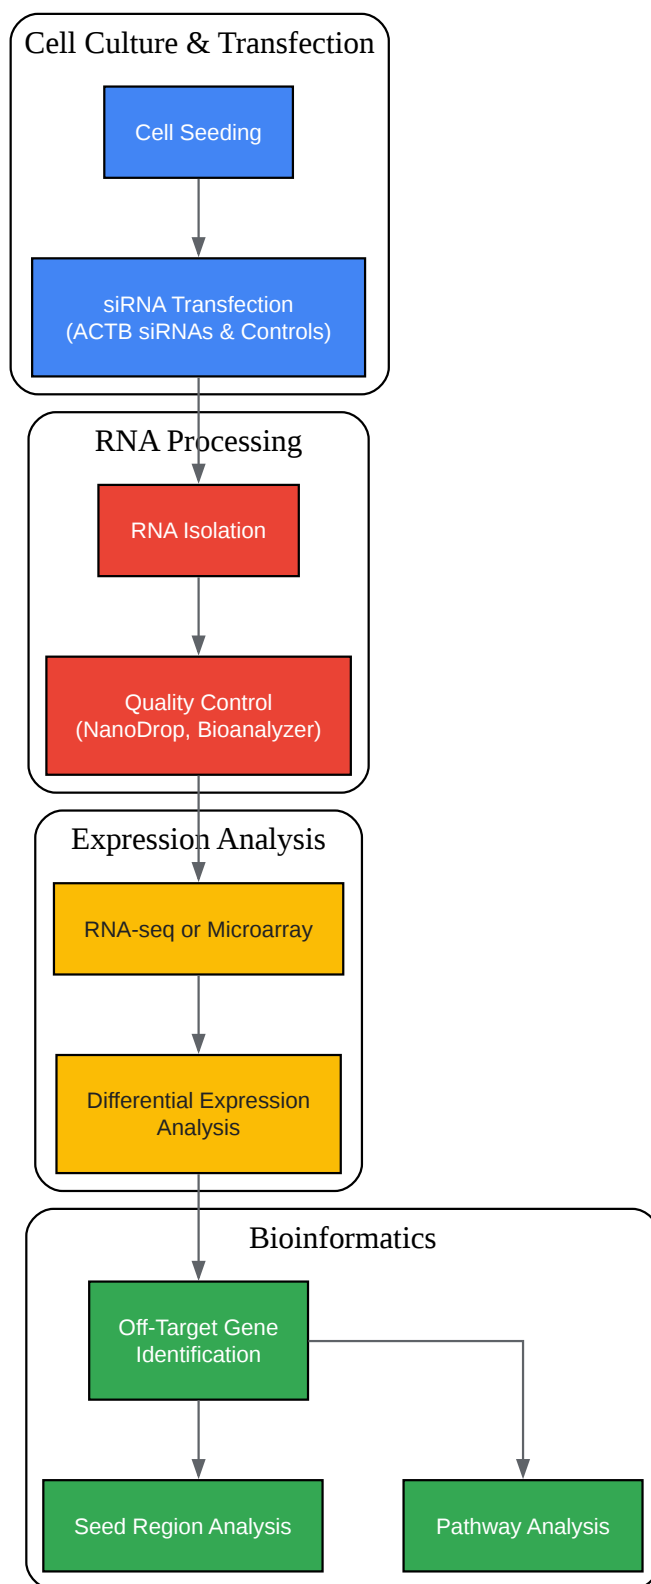 Cell Culture & Transfection
Cell Seeding
siRNA Transfection
(ACTB siRNAs & Controls)
RNA Processing
RNA Isolation
Quality Control
(NanoDrop, Bioanalyzer)
Expression Analysis
RNA-seq or Microarray
Differential Expression
Analysis
Bioinformatics
Off-Target Gene
Identification
Seed Region Analysis
Pathway Analysis